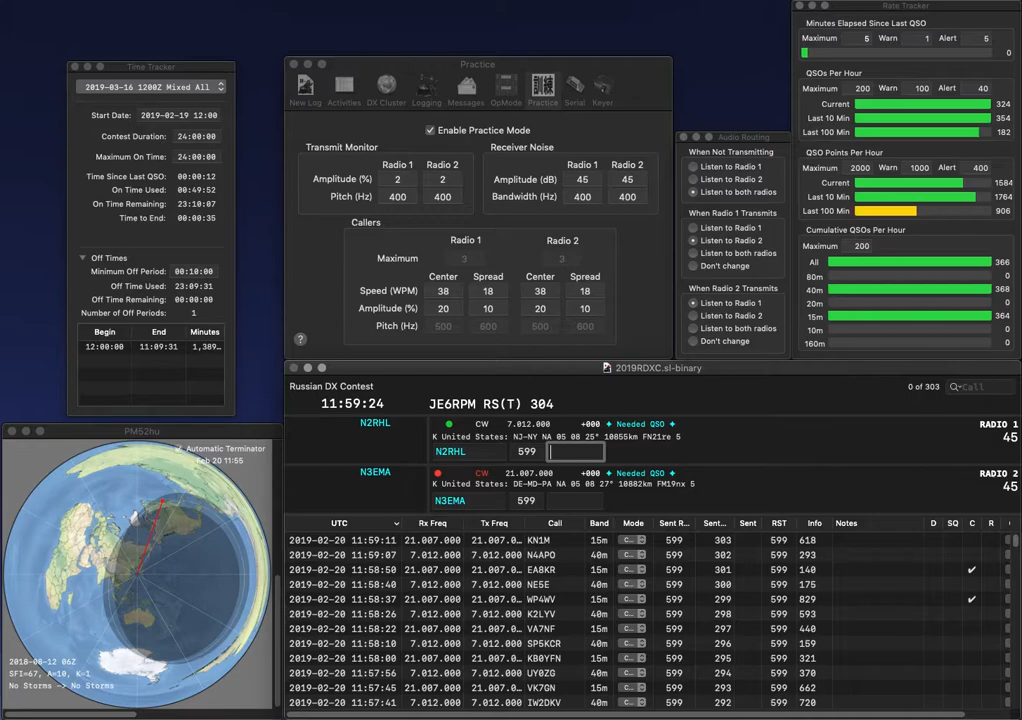 Rate Tracker
Minutes Elapsed Since Last QSO
Maximum 5 Warn 1 Alert 5
0
QSOs Per Hour
Maximum 200 Warn 100 Alert 40
Current 324
Last 10 Min 354
Last 100 Min 182
QSO Points Per Hour
Maximum 2000 Warn 1000 Alert 400
Current 1584
Last 10 Min 1764
Last 100 Min 906
Cumulative QSOs Per Hour
Maximum 200
All 366
80m 0
40m 368
20m 0
15m 364
10m 0
160m 0
Time Tracker
2019-03-16 1200Z Mixed All
Start Date: 2019-02-19 12:00
Contest Duration: 24:00:00
Maximum On Time: 24:00:00
Time Since Last QSO: 00:00:12
On Time Used: 00:49:52
On Time Remaining: 23:10:07
Time to End: 00:00:35
Off Times
Minimum Off Period: 00:10:00
Off Time Used: 23:09:31
Off Time Remaining: 00:00:00
Number of Off Periods: 1
Begin End Minutes
12:00:00 11:09:31 1,389...
Practice
New Log Activities DX Cluster Logging Messages OpMode Practice Serial Keyer
Enable Practice Mode
Transmit Monitor Receiver Noise
Radio 1 Radio 2 Radio 1 Radio 2
Amplitude (%) 2 2 Amplitude (dB) 45 45
Pitch (Hz) 400 400 Bandwidth (Hz) 400 400
Callers
Radio 1 Radio 2
Maximum 3 3
Center Spread Center Spread
Speed (WPM) 38 18 38 18
Amplitude (%) 20 10 20 10
Pitch (Hz) 500 600 500 600
?
Audio Routing
When Not Transmitting
Listen to Radio 1
Listen to Radio 2
Listen to both radios
When Radio 1 Transmits
Listen to Radio 1
Listen to Radio 2
Listen to both radios
Don't change
When Radio 2 Transmits
Listen to Radio 1
Listen to Radio 2
Listen to both radios
Don't change
2019RDXC.sl-binary
Russian DX Contest 0 of 303 Call
11:59:24 JE6RPM RS(T) 304
N2RHL CW 7.012.000 +000 ✦ Needed QSO ✦ RADIO 1
K United States: NJ-NY NA 05 08 25° 10855km FN21re 5 45
N2RHL 599
N3EMA CW 21.007.000 +000 ✦ Needed QSO ✦ RADIO 2
K United States: DE-MD-PA NA 05 08 27° 10882km FM19nx 5 45
N3EMA 599
UTC Rx Freq Tx Freq Call Band Mode Sent R... Sent... Sent RST Info Notes D SQ C R
2019-02-20 11:59:11 21.007.000 21.007.0... KN1M 15m C... 599 303 599 618
2019-02-20 11:59:07 7.012.000 7.012.000 N4APO 40m C... 599 302 599 293
2019-02-20 11:58:50 21.007.000 21.007.0... EA8KR 15m C... 599 301 599 140 ✔
2019-02-20 11:58:40 7.012.000 7.012.000 NE5E 40m C... 599 300 599 175
2019-02-20 11:58:37 21.007.000 21.007.0... WP4WV 15m C... 599 299 599 829 ✔
2019-02-20 11:58:26 7.012.000 7.012.000 K2LYV 40m C... 599 298 599 593
2019-02-20 11:58:22 21.007.000 21.007.0... VA7NF 15m C... 599 297 599 440
2019-02-20 11:58:16 7.012.000 7.012.000 SP5KCR 40m C... 599 296 599 159
2019-02-20 11:58:00 21.007.000 21.007.0... KB0YFN 15m C... 599 295 599 321
2019-02-20 11:57:56 7.012.000 7.012.000 UY0ZG 40m C... 599 294 599 370
2019-02-20 11:57:45 21.007.000 21.007.0... VK7GN 15m C... 599 293 599 662
2019-02-20 11:57:41 7.012.000 7.012.000 IW2DKV 40m C... 599 292 599 720
PM52hu
Automatic Terminator
Feb 20 11:55
2018-08-12 06Z
SFI=67, A=10, K=1
No Storms -> No Storms